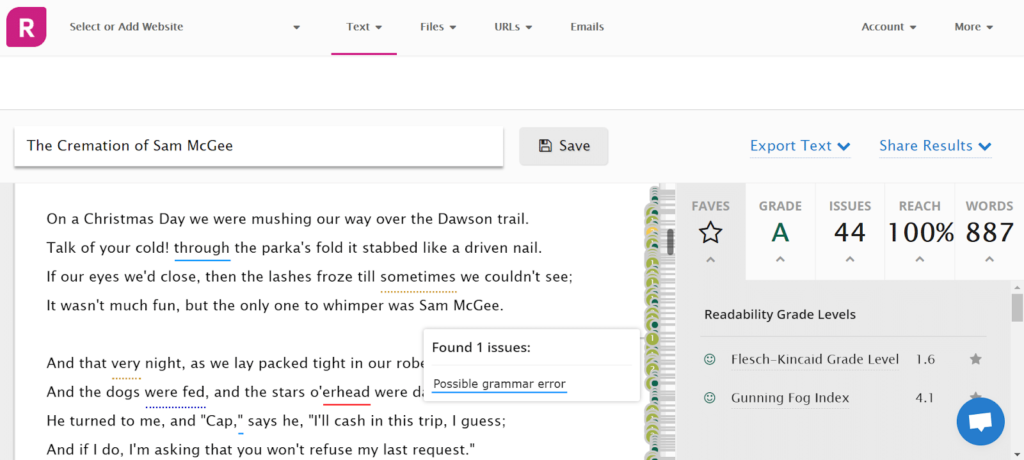 R
Select or Add Website
Text
Files
URLs
Emails
Account
More
The Cremation of Sam McGee
Save
Export Text
Share Results
On a Christmas Day we were mushing our way over the Dawson trail.
Talk of your cold! through the parka's fold it stabbed like a driven nail.
If our eyes we'd close, then the lashes froze till sometimes we couldn't see;
It wasn't much fun, but the only one to whimper was Sam McGee.
And that very night, as we lay packed tight in our
And the dogs were fed, and the stars o'erhead were
He turned to me, and "Cap," says he, "I'll cash in this trip, I guess;
And if I do, I'm asking that you won't refuse my last request."
Found 1 issues:
Possible grammar error
FAVES
GRADE
A
ISSUES
44
REACH
100%
WORDS
887
Readability Grade Levels
Flesch-Kincaid Grade Level 1.6
Gunning Fog Index 4.1